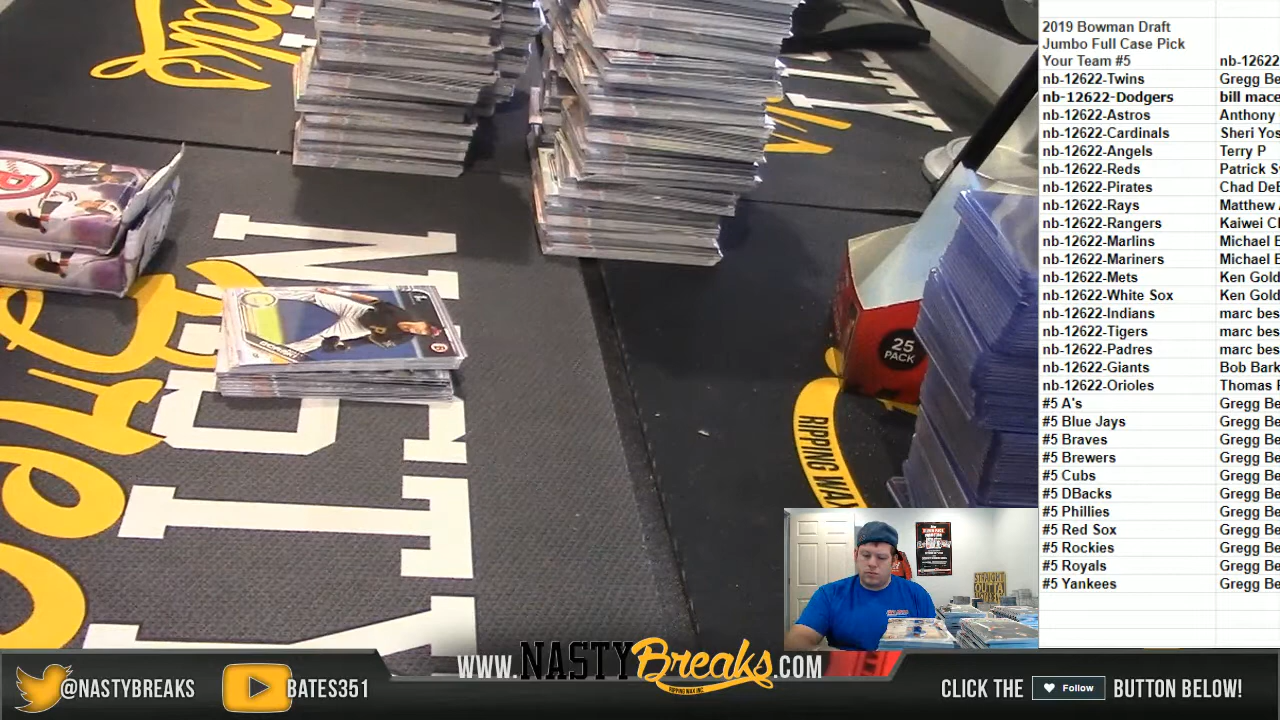 2019 Bowman Draft
Jumbo Full Case Pick
Your Team #5 nb-12622
nb-12622-Twins Gregg Be
nb-12622-Dodgers bill mace
nb-12622-Astros Anthony
nb-12622-Cardinals Sheri Yos
nb-12622-Angels Terry P
nb-12622-Reds Patrick S
nb-12622-Pirates Chad DeB
nb-12622-Rays Matthew
nb-12622-Rangers Kaiwei C
nb-12622-Marlins Michael B
nb-12622-Mariners Michael B
nb-12622-Mets Ken Gold
nb-12622-White Sox Ken Gold
nb-12622-Indians marc bes
nb-12622-Tigers marc bes
nb-12622-Padres marc bes
nb-12622-Giants Bob Bark
nb-12622-Orioles Thomas
#5 A's Gregg Be
#5 Blue Jays Gregg Be
#5 Braves Gregg Be
#5 Brewers Gregg Be
#5 Cubs Gregg Be
#5 DBacks Gregg Be
#5 Phillies Gregg Be
#5 Red Sox Gregg Be
#5 Rockies Gregg Be
#5 Royals Gregg Be
#5 Yankees Gregg Be
25
PACK
RIPPING WAX
STRAIGHT
OUTTA
@NASTYBREAKS
BATES351
WWW.NASTYBreaks.COM
RIPPING WAX INC.
CLICK THE Follow BUTTON BELOW!